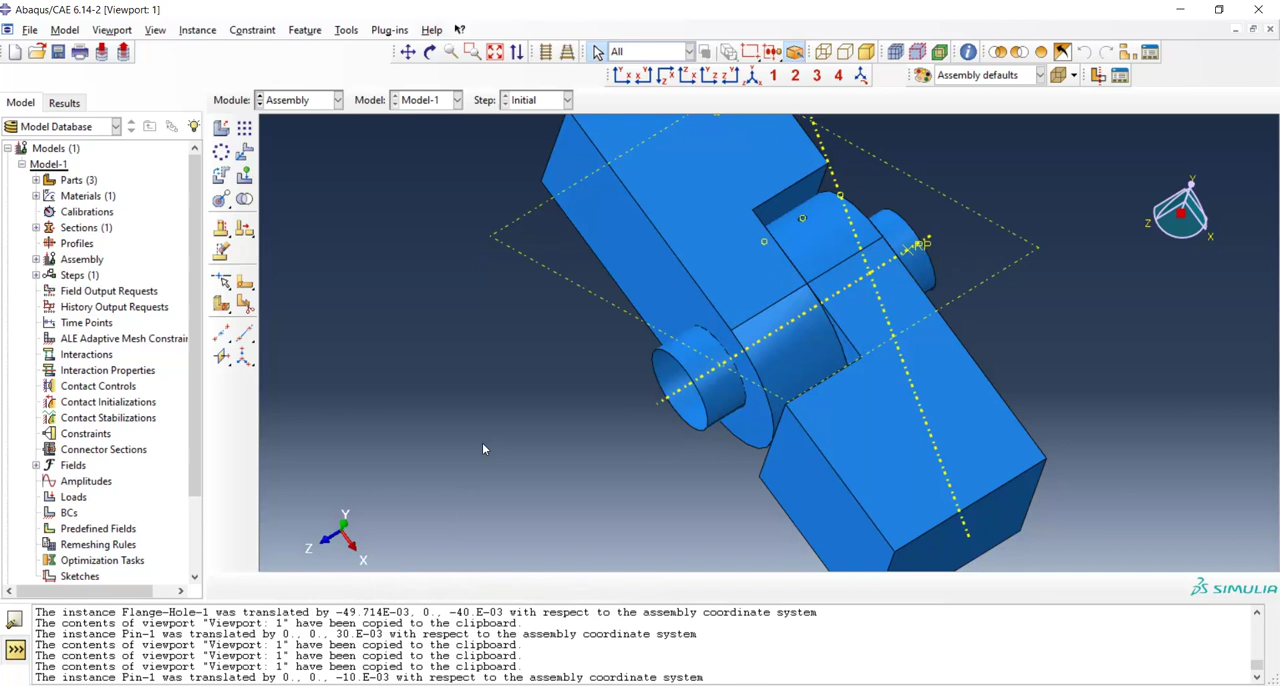 Abaqus/CAE 6.14-2 [Viewport: 1]
File Model Viewport View Instance Constraint Feature Tools Plug-ins Help
All
1 2 3 4 Assembly defaults
Model Results Module: Assembly Model: Model-1 Step: Initial
Model Database
Models (1)
Model-1
Parts (3)
Materials (1)
Calibrations
Sections (1)
Profiles
Assembly
Steps (1)
Field Output Requests
History Output Requests
Time Points
ALE Adaptive Mesh Constrai
Interactions
Interaction Properties
Contact Controls
Contact Initializations
Contact Stabilizations
Constraints
Connector Sections
Fields
Amplitudes
Loads
BCs
Predefined Fields
Remeshing Rules
Optimization Tasks
Sketches
RP
Y
Z
X
Y
Z
X
SIMULIA
The instance Flange-Hole-1 was translated by -49.714E-03, 0., -40.E-03 with respect to the assembly coordinate system
The contents of viewport "Viewport: 1" have been copied to the clipboard.
The instance Pin-1 was translated by 0., 0., 30.E-03 with respect to the assembly coordinate system
The contents of viewport "Viewport: 1" have been copied to the clipboard.
The contents of viewport "Viewport: 1" have been copied to the clipboard.
The contents of viewport "Viewport: 1" have been copied to the clipboard.
The instance Pin-1 was translated by 0., 0., -10.E-03 with respect to the assembly coordinate system